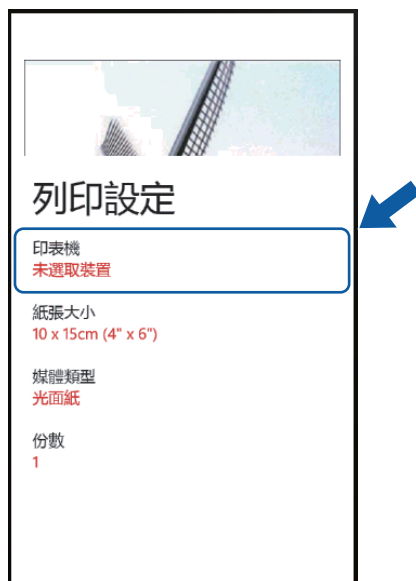 列印設定
印表機
未選取裝置
紙張大小
10 x 15cm (4" x 6")
媒體類型
光面紙
份數
1